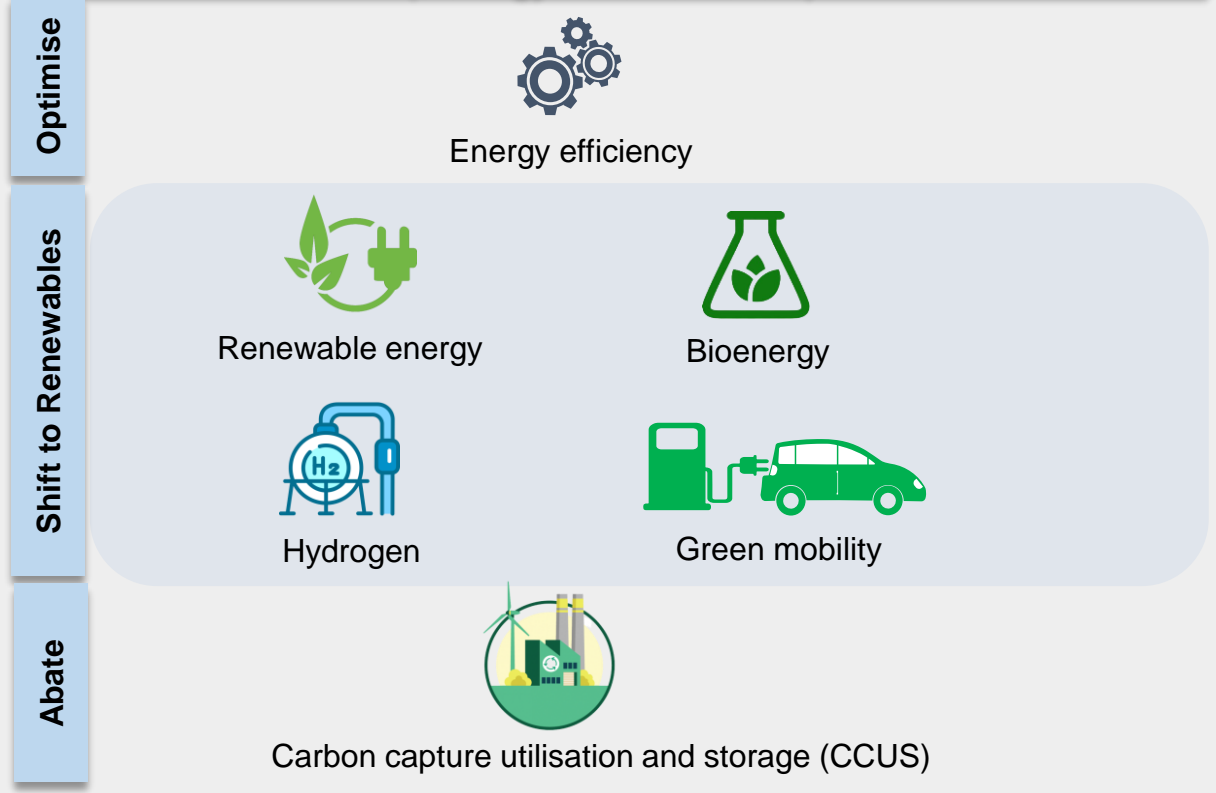 Optimise
Energy efficiency
Shift to Renewables
Renewable energy
Bioenergy
H2
Hydrogen
Green mobility
Abate
Carbon capture utilisation and storage (CCUS)